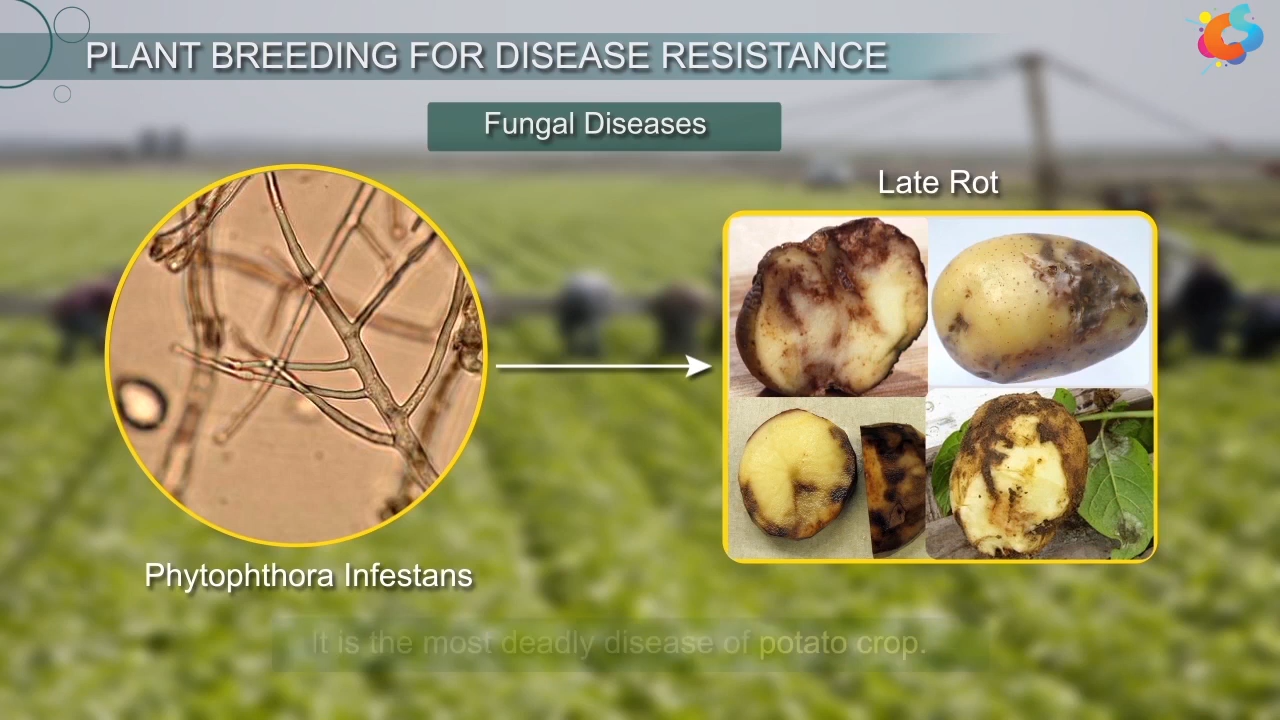 PLANT BREEDING FOR DISEASE RESISTANCE
Fungal Diseases
Late Rot
Phytophthora Infestans
It is the most deadly disease of potato crop.